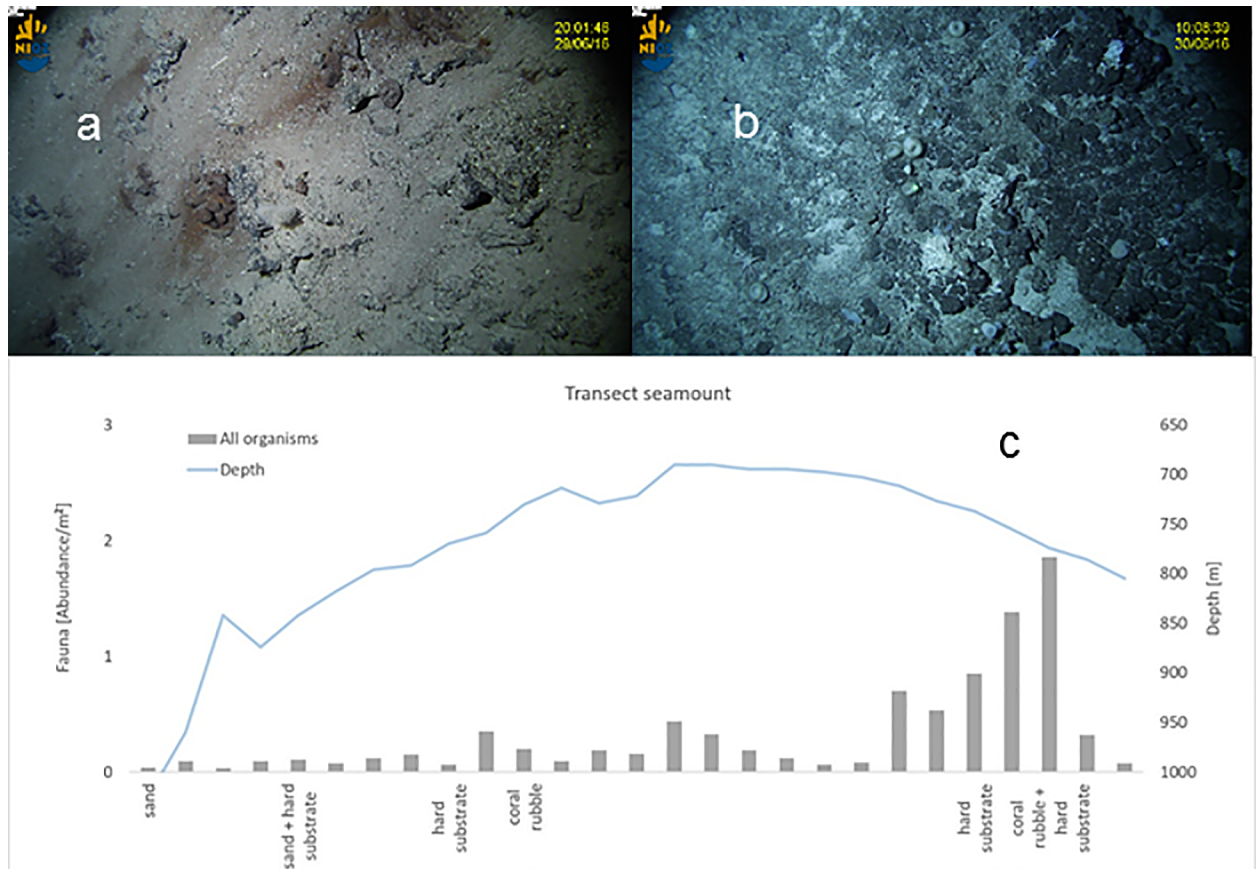 NIOZ
20:01:46
29/06/16
a
NIOZ
10:08:39
30/06/16
b
Transect seamount
c
All organisms
Depth
Fauna [Abundance/m²]
3
2
1
0
Depth [m]
650
700
750
800
850
900
950
1000
sand
sand + hard
substrate
hard
substrate
coral
rubble
hard
substrate
coral
rubble +
hard
substrate